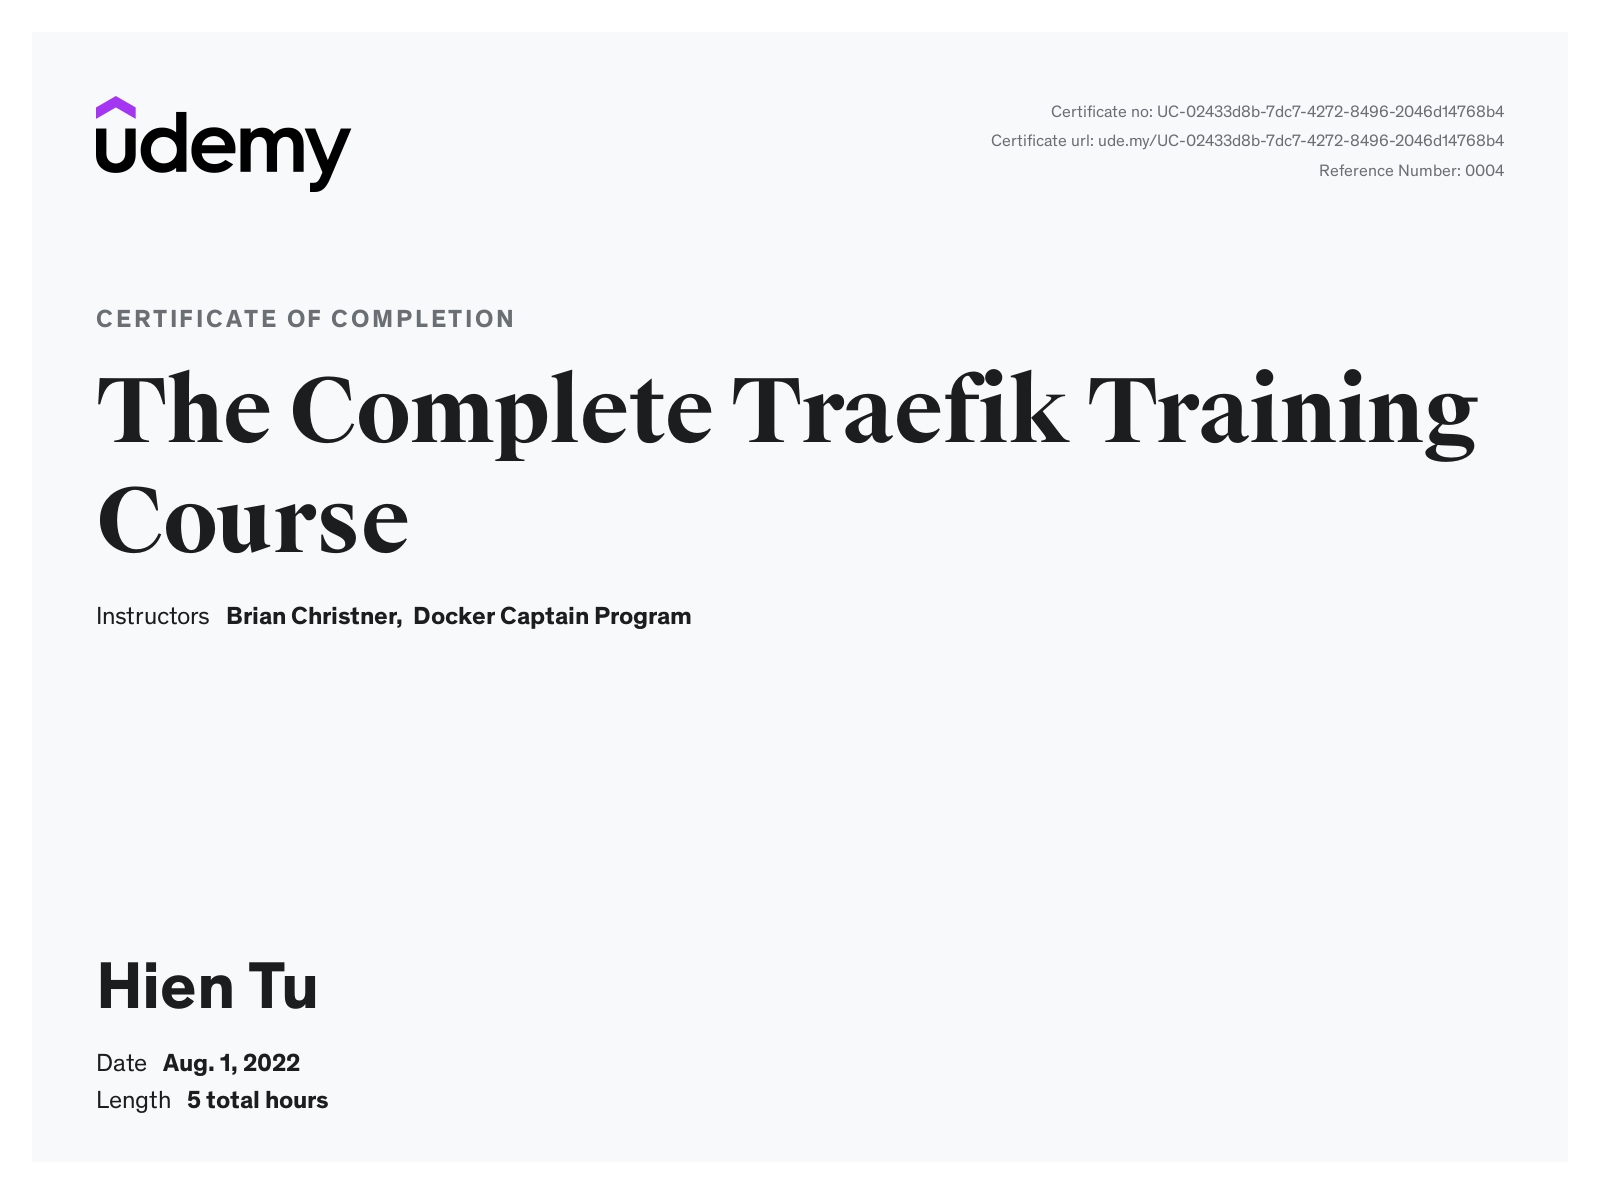 udemy
Certificate no: UC-02433d8b-7dc7-4272-8496-2046d14768b4
Certificate url: ude.my/UC-02433d8b-7dc7-4272-8496-2046d14768b4
Reference Number: 0004
CERTIFICATE OF COMPLETION
The Complete Traefik Training
Course
Instructors Brian Christner, Docker Captain Program
Hien Tu
Date Aug. 1, 2022
Length 5 total hours